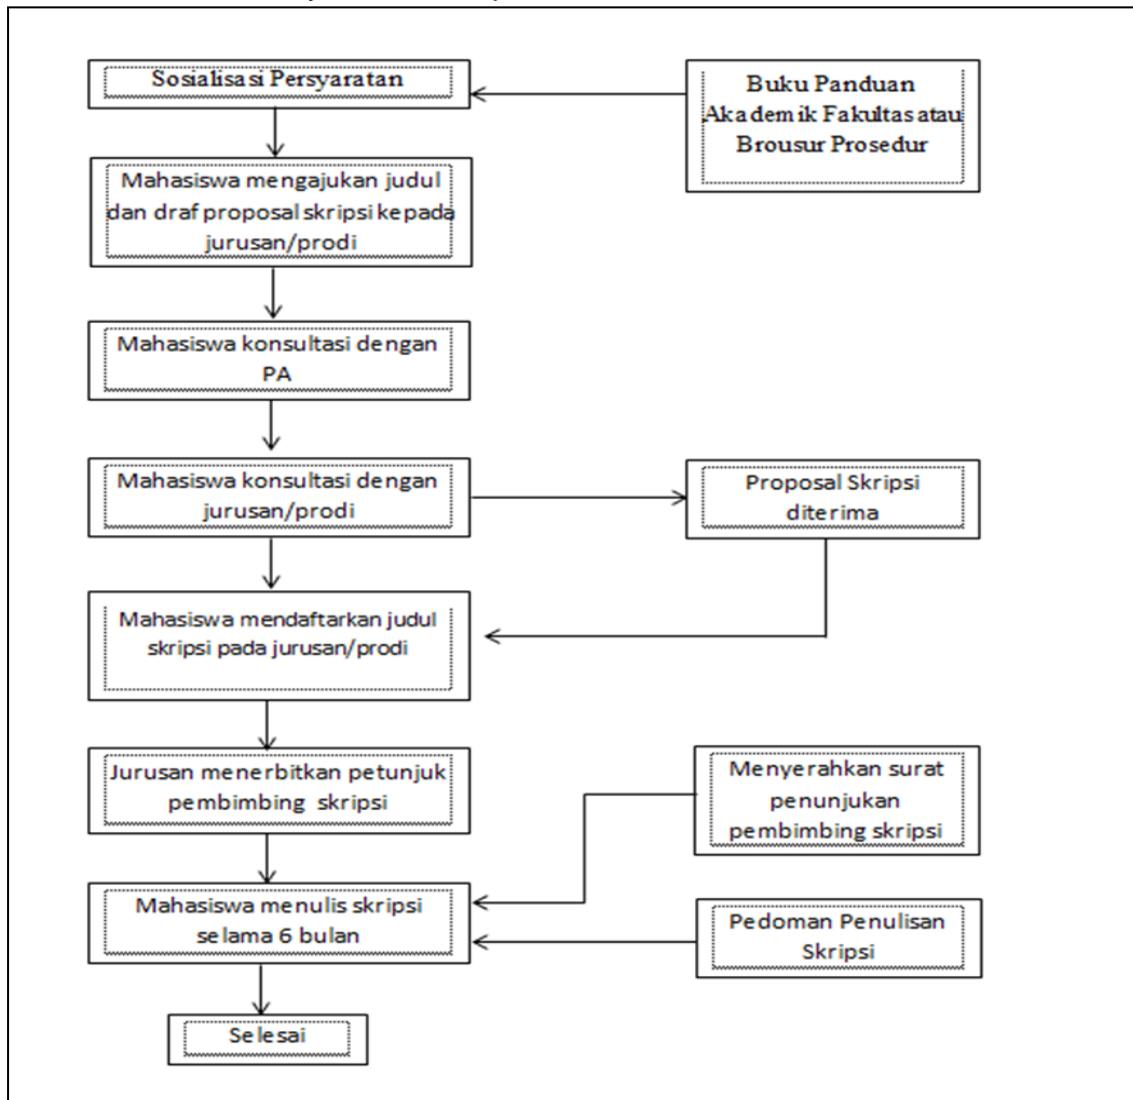 Sosialisasi Persyaratan
Buku Panduan
Akademik Fakultas atau
Brousur Prosedur
Mahasiswa mengajukan judul
dan draf proposal skripsi kepada
jurusan/prodi
Mahasiswa konsultasi dengan
PA
Mahasiswa konsultasi dengan
jurusan/prodi
Proposal Skripsi
diterima
Mahasiswa mendaftarkan judul
skripsi pada jurusan/prodi
Jurusan menerbitkan petunjuk
pembimbing skripsi
Menyerahkan surat
penunjukan
pembimbing skripsi
Mahasiswa menulis skripsi
selama 6 bulan
Pedoman Penulisan
Skripsi
Selesai